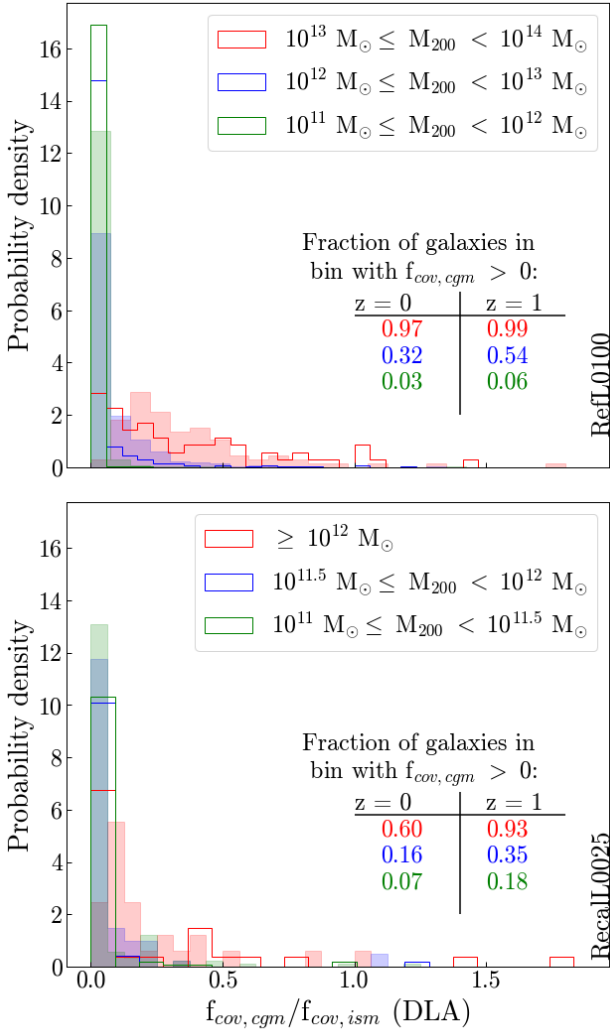 16
14
12
10
8
6
4
2
0
Probability density
10¹³ M⊙ ≤ M₂₀₀ < 10¹⁴ M⊙
10¹² M⊙ ≤ M₂₀₀ < 10¹³ M⊙
10¹¹ M⊙ ≤ M₂₀₀ < 10¹² M⊙
Fraction of galaxies in
bin with f_cov,cgm > 0:
z = 0 z = 1
0.97 0.99
0.32 0.54
0.03 0.06
RefL0100
16
14
12
10
8
6
4
2
0
Probability density
≥ 10¹² M⊙
10¹¹·⁵ M⊙ ≤ M₂₀₀ < 10¹² M⊙
10¹¹ M⊙ ≤ M₂₀₀ < 10¹¹·⁵ M⊙
Fraction of galaxies in
bin with f_cov,cgm > 0:
z = 0 z = 1
0.60 0.93
0.16 0.35
0.07 0.18
RecalL0025
0.0 0.5 1.0 1.5
f_cov,cgm/f_cov,ism (DLA)